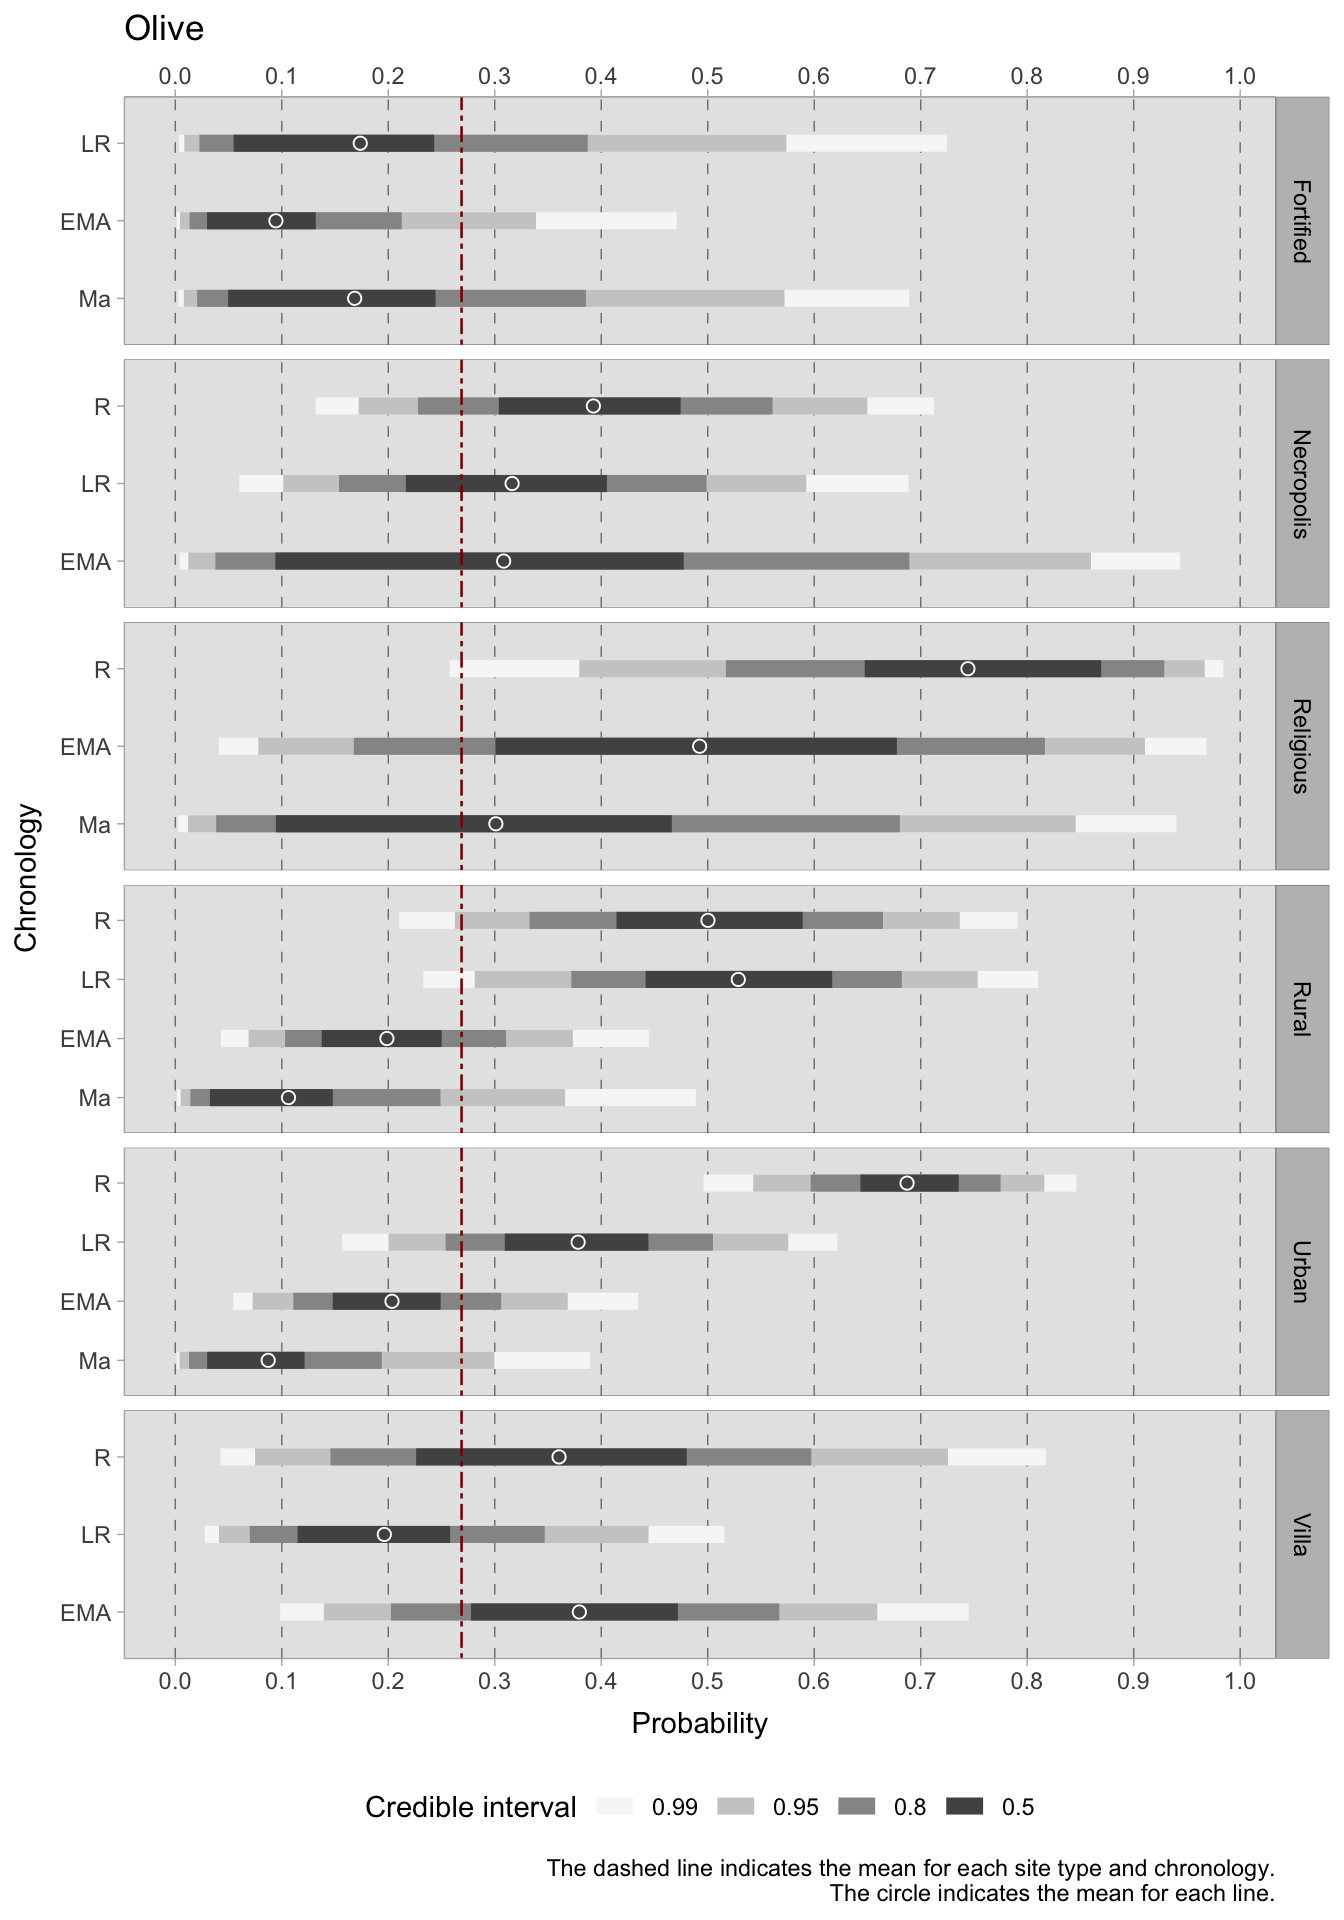 Olive
0.0 0.1 0.2 0.3 0.4 0.5 0.6 0.7 0.8 0.9 1.0
LR
EMA
Ma
Fortified
R
LR
EMA
Necropolis
R
EMA
Ma
Religious
Chronology
R
LR
EMA
Ma
Rural
R
LR
EMA
Ma
Urban
R
LR
EMA
Villa
0.0 0.1 0.2 0.3 0.4 0.5 0.6 0.7 0.8 0.9 1.0
Probability
Credible interval 0.99 0.95 0.8 0.5
The dashed line indicates the mean for each site type and chronology.
The circle indicates the mean for each line.